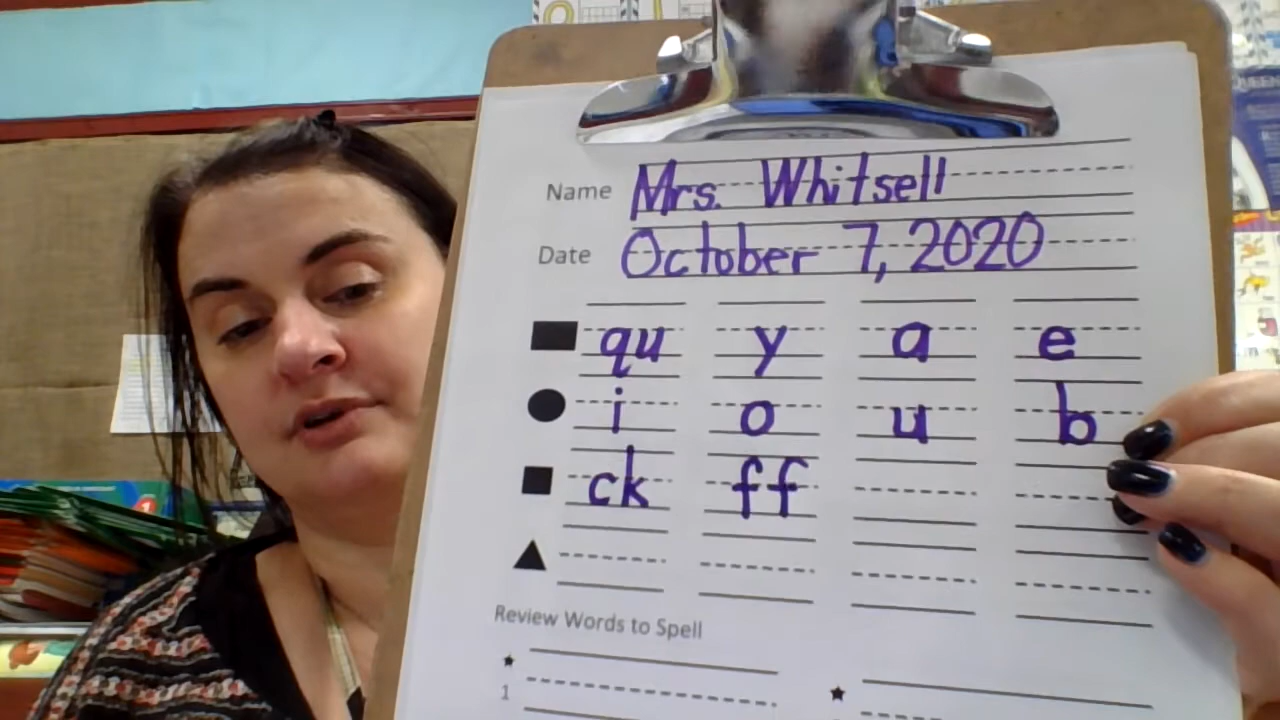 Name Mrs. Whitsell
Date October 7, 2020
qu y a e
i o u b
ck ff
Review Words to Spell
1